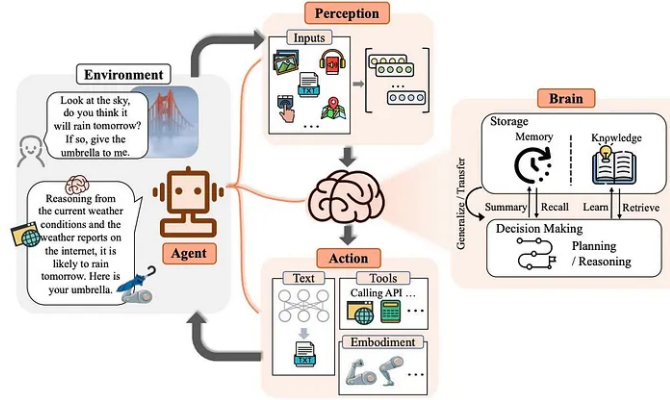 Perception
Inputs
TXT
...
...
Environment
Look at the sky,
do you think it
will rain tomorrow?
If so, give the
umbrella to me.
Reasoning from
the current weather
conditions and the
weather reports on
the internet, it is
likely to rain
tomorrow. Here is
your umbrella.
Agent
Action
Text
TXT
Tools
Calling API ...
...
Embodiment
...
Brain
Storage
Memory
Knowledge
Generalize / Transfer
Summary
Recall
Learn
Retrieve
Decision Making
Planning
/ Reasoning